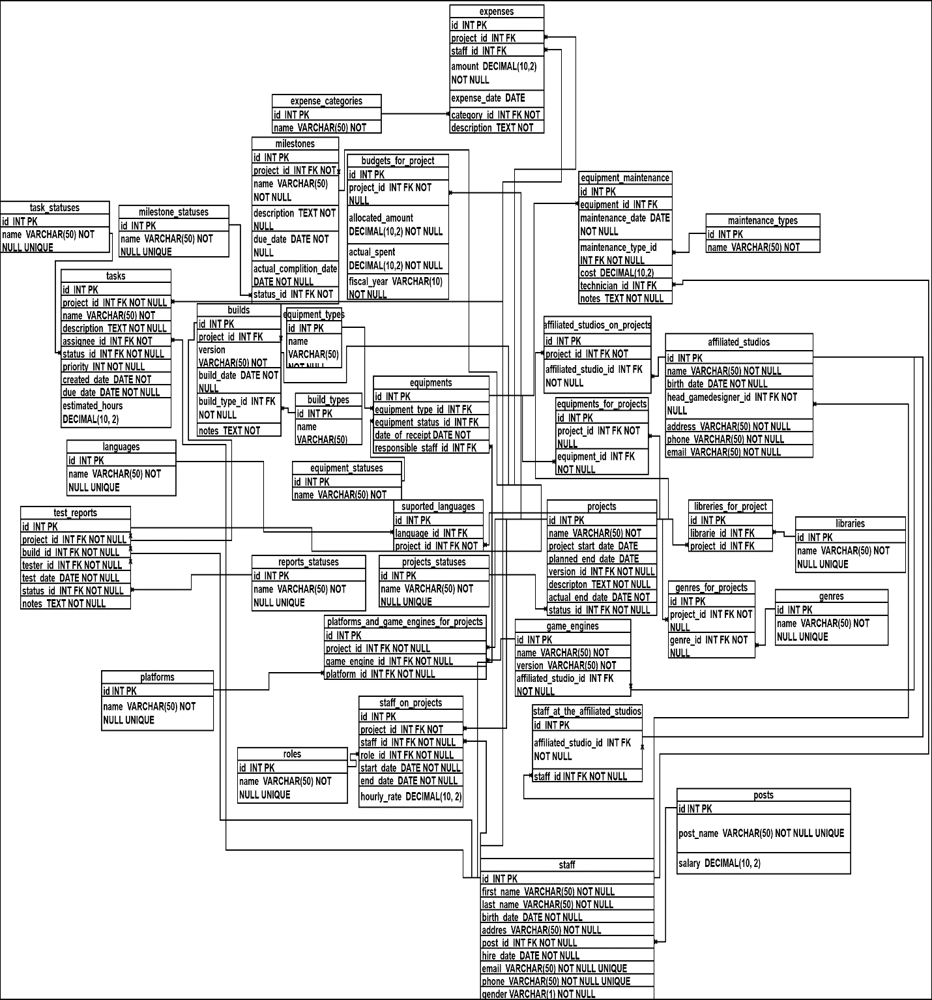 expenses
id INT PK
project_id INT FK
staff_id INT FK
amount DECIMAL(10,2)
NOT NULL
expense_date DATE
category_id INT FK NOT
description TEXT NOT
expense_categories
id INT PK
name VARCHAR(50) NOT
milestones
id INT PK
project_id INT FK NOT
name VARCHAR(50)
NOT NULL
description TEXT NOT
NULL
due_date DATE NOT
NULL
actual_complition_date
DATE NOT NULL
status_id INT FK NOT
budgets_for_project
id INT PK
project_id INT FK NOT
NULL
allocated_amount
DECIMAL(10,2) NOT NULL
actual_spent
DECIMAL(10,2) NOT NULL
fiscal_year VARCHAR(10)
NOT NULL
equipment_maintenance
id INT PK
equipment_id INT FK
maintenance_date DATE
NOT NULL
maintenance_type_id
INT FK NOT NULL
cost DECIMAL(10,2)
technician_id INT FK
notes TEXT NOT NULL
maintenance_types
id INT PK
name VARCHAR(50) NOT
task_statuses
id INT PK
name VARCHAR(50) NOT
NULL UNIQUE
milestone_statuses
id INT PK
name VARCHAR(50) NOT
NULL UNIQUE
tasks
id INT PK
project_id INT FK NOT NULL
name VARCHAR(50) NOT
description TEXT NOT NULL
assignee_id INT FK NOT
status_id INT FK NOT NULL
priority INT NOT NULL
created_date DATE NOT
due_date DATE NOT NULL
estimated_hours
DECIMAL(10, 2)
builds
id INT PK
project_id INT FK
version
VARCHAR(50) NOT
build_date DATE NOT
NULL
build_type_id INT FK
NOT NULL
notes TEXT NOT
equipment_types
id INT PK
name
VARCHAR(50)
NOT NULL
affiliated_studios_on_projects
id INT PK
project_id INT FK NOT
affiliated_studio_id INT FK
NOT NULL
affiliated_studios
id INT PK
name VARCHAR(50) NOT NULL
birth_date DATE NOT NULL
head_gamedesigner_id INT FK NOT
NULL
address VARCHAR(50) NOT NULL
phone VARCHAR(50) NOT NULL
email VARCHAR(50) NOT NULL
equipments
id INT PK
equipment_type_id INT FK
equipment_status_id INT FK
date_of_receipt DATE NOT
responsible_staff_id INT FK
build_types
id INT PK
name
VARCHAR(50)
equipments_for_projects
id INT PK
project_id INT FK NOT
NULL
equipment_id INT FK
NOT NULL
languages
id INT PK
name VARCHAR(50) NOT
NULL UNIQUE
equipment_statuses
id INT PK
name VARCHAR(50) NOT
test_reports
id INT PK
project_id INT FK NOT NULL
build_id INT FK NOT NULL
tester_id INT FK NOT NULL
test_date DATE NOT NULL
status_id INT FK NOT NULL
notes TEXT NOT NULL
suported_languages
id INT PK
language_id INT FK
project_id INT FK NOT
projects
id INT PK
name VARCHAR(50) NOT
project_start_date DATE
planned_end_date DATE
version_id INT FK NOT NULL
descripton TEXT NOT NULL
actual_end_date DATE NOT
status_id INT FK NOT NULL
libreries_for_project
id INT PK
librarie_id INT FK
project_id INT FK
libraries
id INT PK
name VARCHAR(50) NOT
NULL UNIQUE
reports_statuses
id INT PK
name VARCHAR(50) NOT
NULL UNIQUE
projects_statuses
id INT PK
name VARCHAR(50) NOT
NULL UNIQUE
genres_for_projects
id INT PK
project_id INT FK NOT
NULL
genre_id INT FK NOT
NULL
genres
id INT PK
name VARCHAR(50) NOT
NULL UNIQUE
platforms_and_game_engines_for_projects
id INT PK
project_id INT FK NOT NULL
game_engine_id INT FK NOT NULL
platform_id INT FK NOT NULL
game_engines
id INT PK
name VARCHAR(50) NOT
version VARCHAR(50) NOT
affiliated_studio_id INT FK
NOT NULL
platforms
id INT PK
name VARCHAR(50) NOT
NULL UNIQUE
staff_on_projects
id INT PK
project_id INT FK NOT
staff_id INT FK NOT NULL
role_id INT FK NOT NULL
start_date DATE NOT NULL
end_date DATE NOT NULL
hourly_rate DECIMAL(10, 2)
staff_at_the_affiliated_studios
id INT PK
affiliated_studio_id INT FK
NOT NULL
staff_id INT FK NOT NULL
roles
id INT PK
name VARCHAR(50) NOT
NULL UNIQUE
posts
id INT PK
post_name VARCHAR(50) NOT NULL UNIQUE
salary DECIMAL(10, 2)
staff
id INT PK
first_name VARCHAR(50) NOT NULL
last_name VARCHAR(50) NOT NULL
birth_date DATE NOT NULL
addres VARCHAR(50) NOT NULL
post_id INT FK NOT NULL
hire_date DATE NOT NULL
email VARCHAR(50) NOT NULL UNIQUE
phone VARCHAR(50) NOT NULL UNIQUE
gender VARCHAR(1) NOT NULL